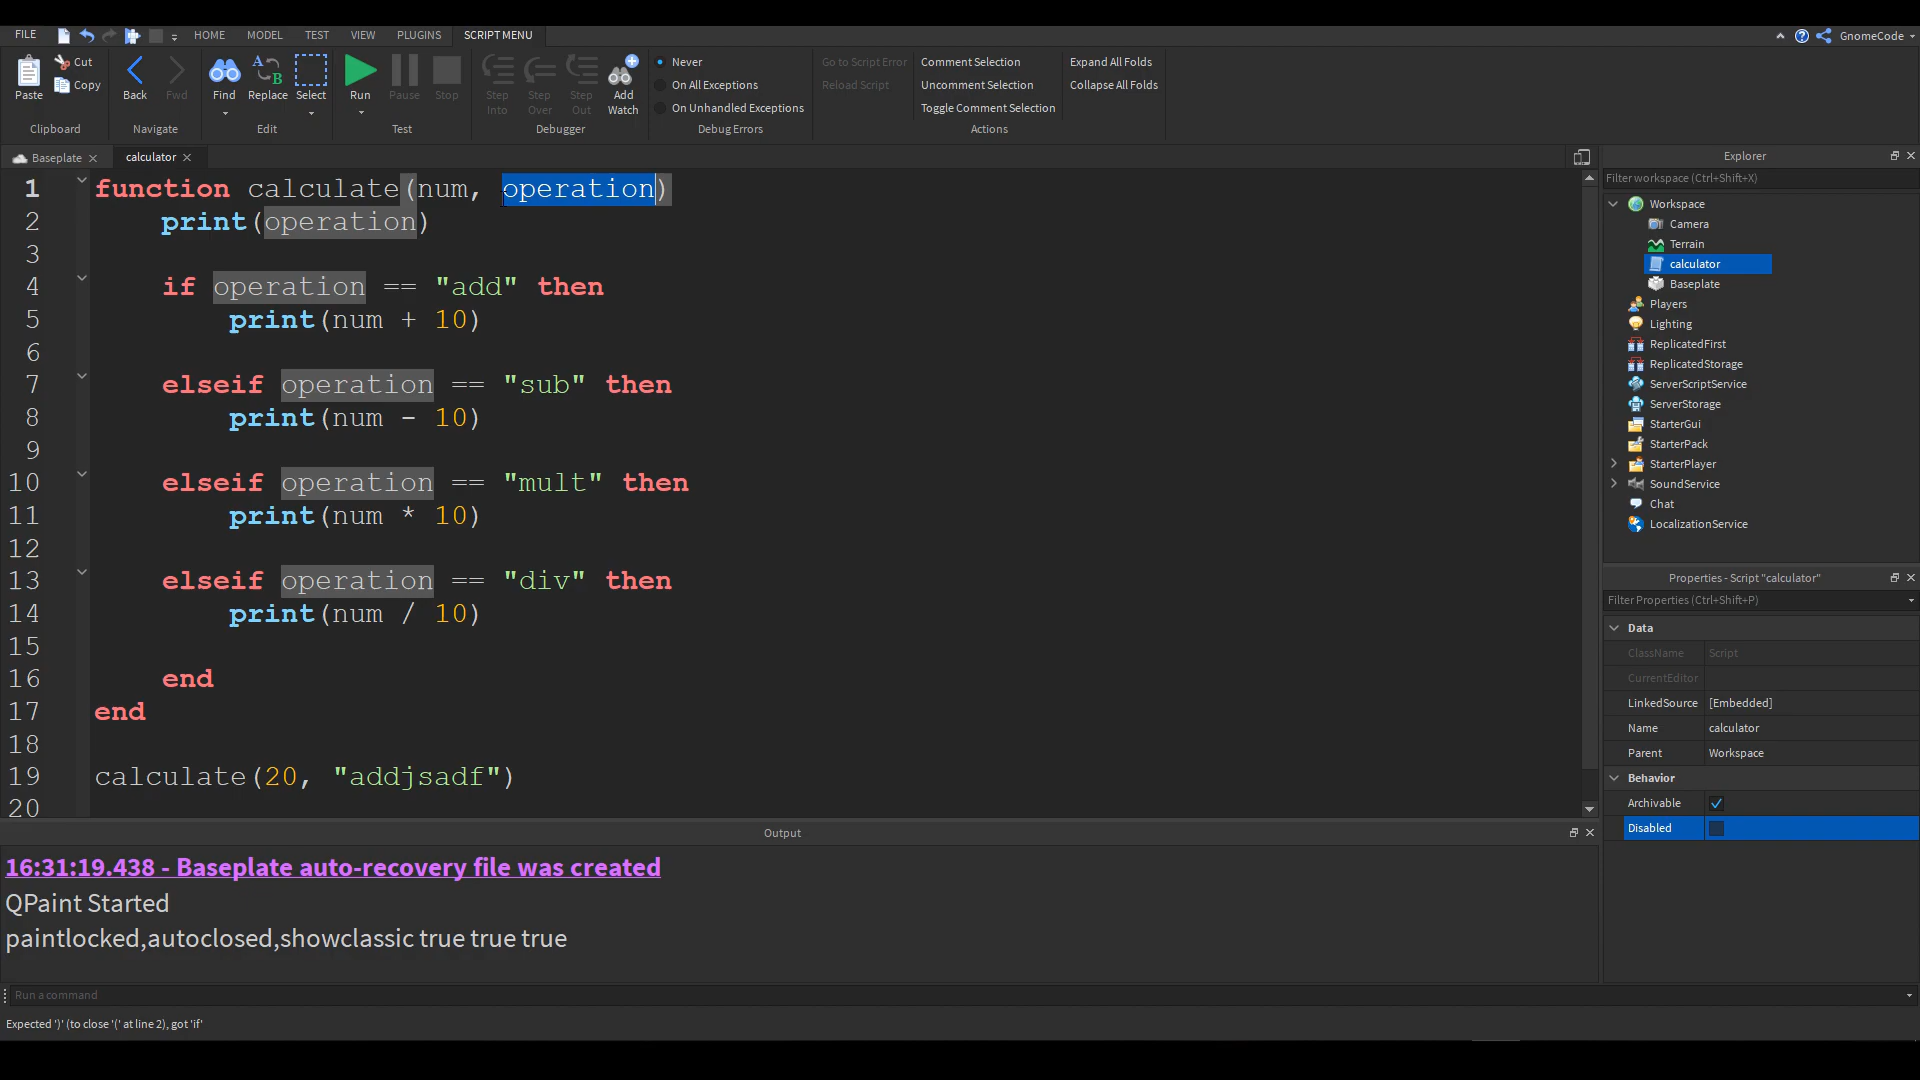 FILE HOME MODEL TEST VIEW PLUGINS SCRIPT MENU GnomeCode
Paste Cut Copy
Clipboard
Back Fwd
Navigate
Find Replace Select
Edit
Run Pause Stop
Test
Step Into Step Over Step Out Add Watch
Debugger
Never
On All Exceptions
On Unhandled Exceptions
Debug Errors
Go to Script Error
Reload Script
Comment Selection
Uncomment Selection
Toggle Comment Selection
Expand All Folds
Collapse All Folds
Actions
Baseplate calculator
1 function calculate(num, operation)
2 print(operation)
3
4 if operation == "add" then
5 print(num + 10)
6
7 elseif operation == "sub" then
8 print(num - 10)
9
10 elseif operation == "mult" then
11 print(num * 10)
12
13 elseif operation == "div" then
14 print(num / 10)
15
16 end
17 end
18
19 calculate(20, "addjsadf")
20
Output
16:31:19.438 - Baseplate auto-recovery file was created
QPaint Started
paintlocked,autoclosed,showclassic true true true
Run a command
Expected ')' (to close '(' at line 2), got 'if'
Explorer
Filter workspace (Ctrl+Shift+X)
Workspace
Camera
Terrain
calculator
Baseplate
Players
Lighting
ReplicatedFirst
ReplicatedStorage
ServerScriptService
ServerStorage
StarterGui
StarterPack
StarterPlayer
SoundService
Chat
LocalizationService
Properties - Script "calculator"
Filter Properties (Ctrl+Shift+P)
Data
ClassName Script
CurrentEditor
LinkedSource [Embedded]
Name calculator
Parent Workspace
Behavior
Archivable
Disabled